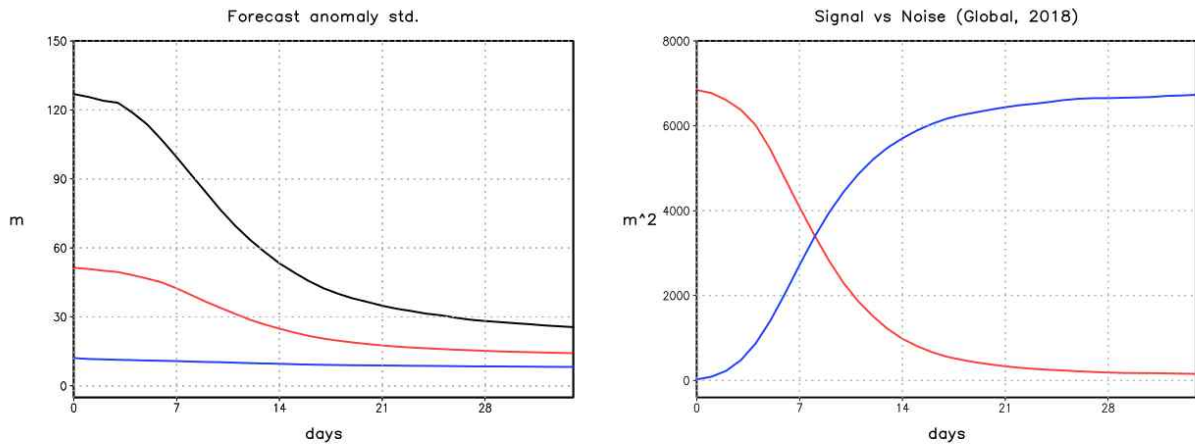 Forecast anomaly std.
150
120
90
60
30
0
m
0 7 14 21 28
days
Signal vs Noise (Global, 2018)
8000
6000
4000
2000
0
m^2
0 7 14 21 28
days